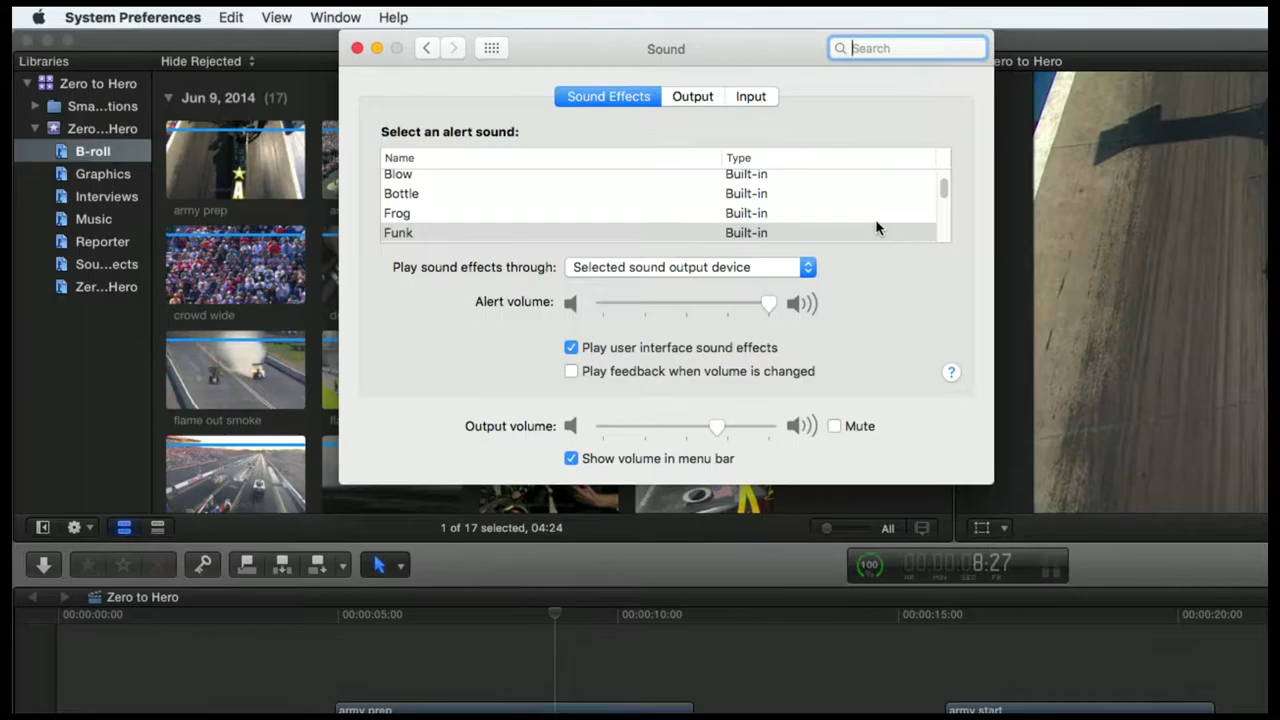 System Preferences Edit View Window Help
Sound
Search
Libraries
Hide Rejected
ero to Hero
Zero to Hero
Jun 9, 2014 (17)
Sma...tions
Zero...Hero
B-roll
Graphics
Interviews
Music
Reporter
Sou...ects
Zer...Hero
army prep
crowd wide
flame out smoke
Sound Effects Output Input
Select an alert sound:
Name Type
Blow Built-in
Bottle Built-in
Frog Built-in
Funk Built-in
Play sound effects through: Selected sound output device
Alert volume:
Play user interface sound effects
Play feedback when volume is changed
?
Output volume: Mute
Show volume in menu bar
1 of 17 selected, 04:24
All
100
%
8:27
HR MIN SEC FR
Zero to Hero
00:00:00:00 00:00:05:00 00:00:10:00 00:00:15:00 00:00:20:00
army prep
army start